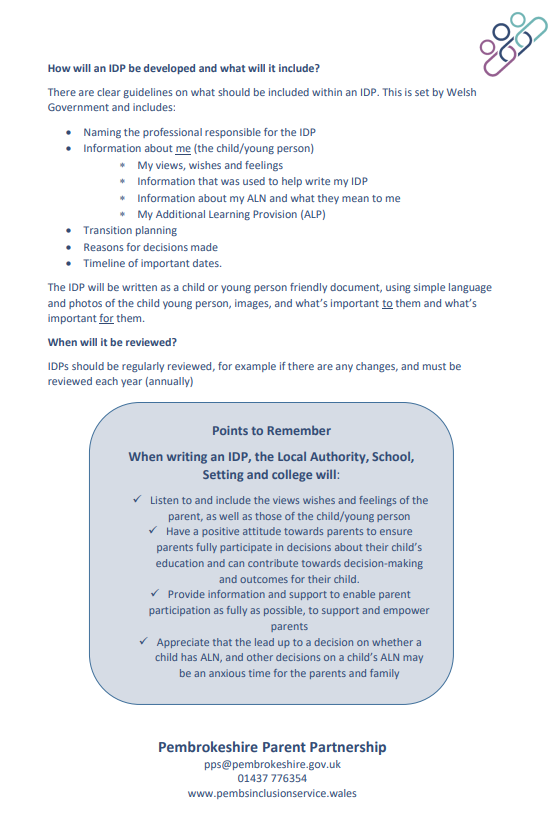 How will an IDP be developed and what will it include?
There are clear guidelines on what should be included within an IDP. This is set by Welsh
Government and includes:
• Naming the professional responsible for the IDP
• Information about me (the child/young person)
* My views, wishes and feelings
* Information that was used to help write my IDP
* Information about my ALN and what they mean to me
* My Additional Learning Provision (ALP)
• Transition planning
• Reasons for decisions made
• Timeline of important dates.
The IDP will be written as a child or young person friendly document, using simple language
and photos of the child young person, images, and what's important to them and what's
important for them.
When will it be reviewed?
IDPs should be regularly reviewed, for example if there are any changes, and must be
reviewed each year (annually)
Points to Remember
When writing an IDP, the Local Authority, School,
Setting and college will:
✓ Listen to and include the views wishes and feelings of the
parent, as well as those of the child/young person
✓ Have a positive attitude towards parents to ensure
parents fully participate in decisions about their child's
education and can contribute towards decision-making
and outcomes for their child.
✓ Provide information and support to enable parent
participation as fully as possible, to support and empower
parents
✓ Appreciate that the lead up to a decision on whether a
child has ALN, and other decisions on a child's ALN may
be an anxious time for the parents and family
Pembrokeshire Parent Partnership
pps@pembrokeshire.gov.uk
01437 776354
www.pembsinclusionservice.wales